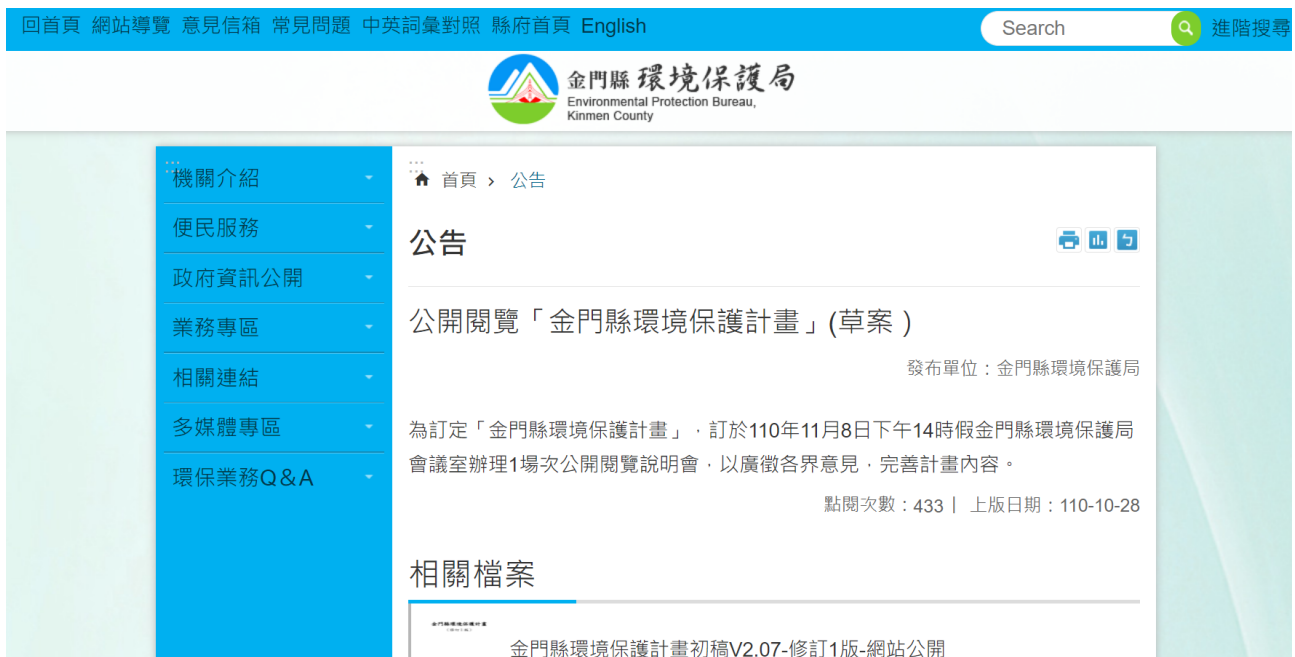 回首頁 網站導覽 意見信箱 常見問題 中英詞彙對照 縣府首頁 English
Search
進階搜尋
金門縣 環境保護局
Environmental Protection Bureau,
Kinmen County
機關介紹
便民服務
政府資訊公開
業務專區
相關連結
多媒體專區
環保業務Q&A
首頁 › 公告
公告
公開閱覽「金門縣環境保護計畫」(草案)
發布單位：金門縣環境保護局
為訂定「金門縣環境保護計畫」，訂於110年11月8日下午14時假金門縣環境保護局
會議室辦理1場次公開閱覽說明會，以廣徵各界意見，完善計畫內容。
點閱次數：433｜ 上版日期：110-10-28
相關檔案
金門縣環境保護計畫
金門縣環境保護計畫初稿V2.07-修訂1版-網站公開